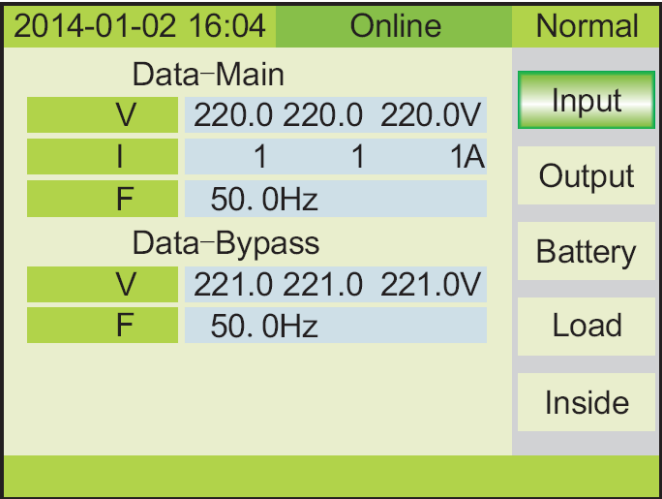 2014-01-02 16:04 Online Normal
Data-Main
V 220.0 220.0 220.0V
I 1 1 1A
F 50.0Hz
Data-Bypass
V 221.0 221.0 221.0V
F 50.0Hz
Input
Output
Battery
Load
Inside